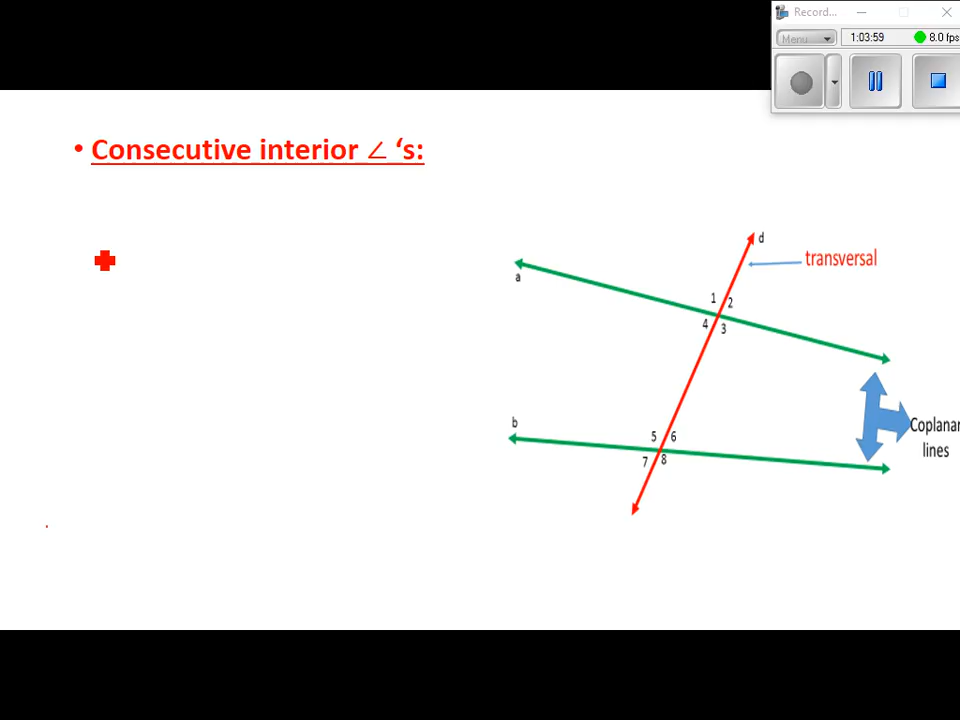 Record...
Menu
1:03:59
8.0 fps
• Consecutive interior ∠ ‘s:
d
transversal
a
1 2
4 3
b
5 6
7 8
Coplanar
lines